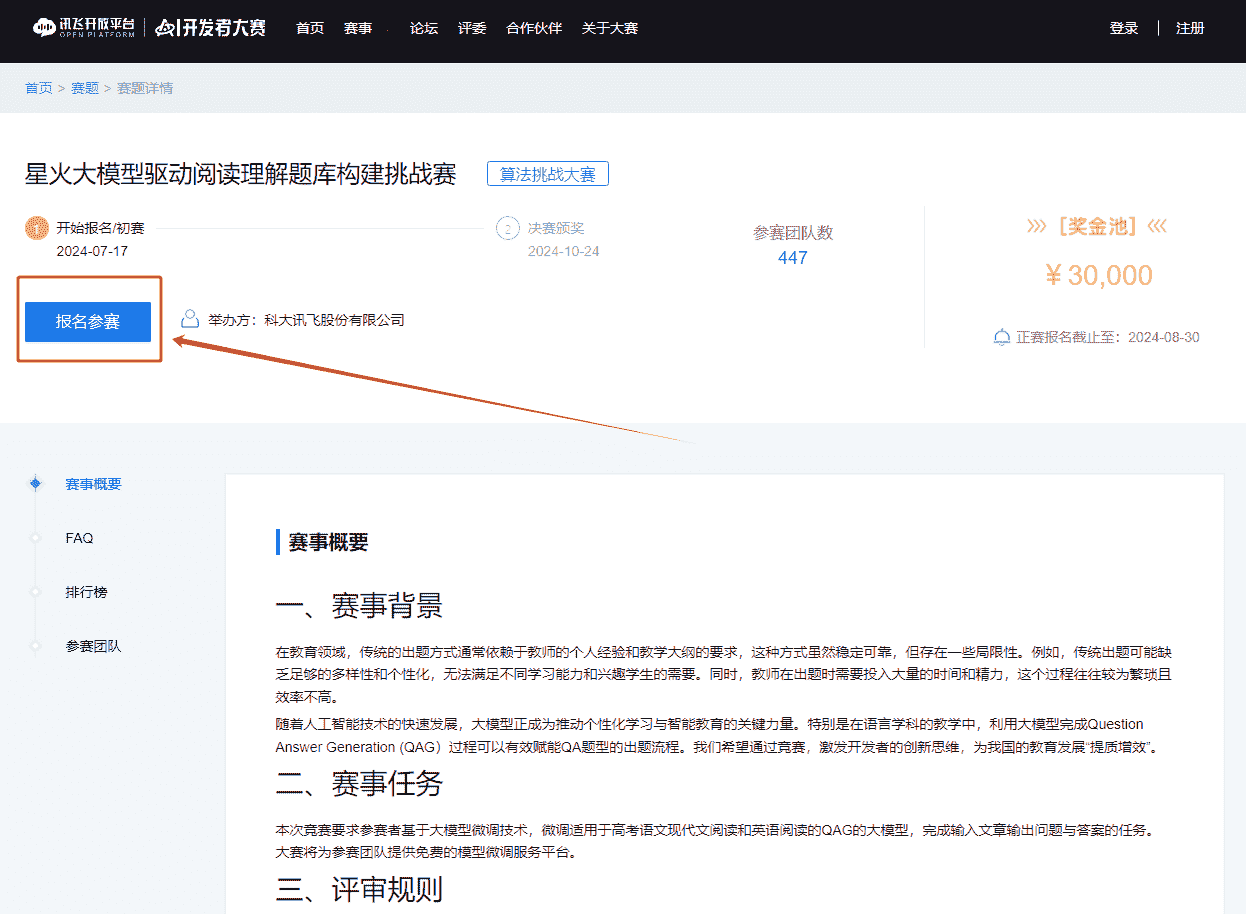 讯飞开放平台 OPEN PLATFORM AI开发者大赛 首页 赛事 论坛 评委 合作伙伴 关于大赛 登录 注册
首页 > 赛题 > 赛题详情
星火大模型驱动阅读理解题库构建挑战赛 算法挑战大赛
1 开始报名/初赛
2024-07-17
2 决赛颁奖
2024-10-24
参赛团队数
447
[奖金池]
¥30,000
报名参赛
举办方：科大讯飞股份有限公司
正赛报名截止至：2024-08-30
赛事概要
FAQ
排行榜
参赛团队
赛事概要
一、赛事背景
在教育领域，传统的出题方式通常依赖于教师的个人经验和教学大纲的要求，这种方式虽然稳定可靠，但存在一些局限性。例如，传统出题可能缺
乏足够的多样性和个性化，无法满足不同学习能力和兴趣学生的需要。同时，教师在出题时需要投入大量的时间和精力，这个过程往往较为繁琐且
效率不高。
随着人工智能技术的快速发展，大模型正成为推动个性化学习与智能教育的关键力量。特别是在语言学科的教学中，利用大模型完成Question
Answer Generation (QAG）过程可以有效赋能QA题型的出题流程。我们希望通过竞赛，激发开发者的创新思维，为我国的教育发展“提质增效”。
二、赛事任务
本次竞赛要求参赛者基于大模型微调技术，微调适用于高考语文现代文阅读和英语阅读的QAG的大模型，完成输入文章输出问题与答案的任务。
大赛将为参赛团队提供免费的模型微调服务平台。
三、评审规则